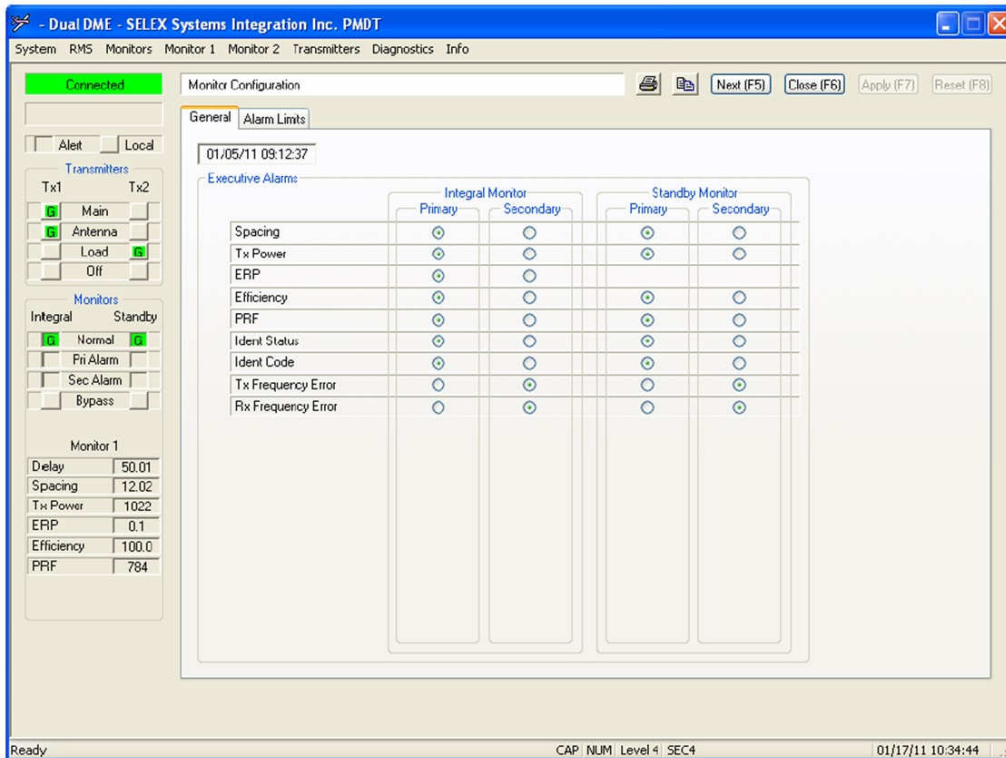 - Dual DME - SELEX Systems Integration Inc. PMDT
System RMS Monitors Monitor 1 Monitor 2 Transmitters Diagnostics Info
Connected
Monitor Configuration
Next (F5) Close (F6) Apply (F7) Reset (F8)
Alert Local
Transmitters
Tx1 Tx2
G Main
G Antenna
Load G
Off
Monitors
Integral Standby
G Normal G
Pri Alarm
Sec Alarm
Bypass
Monitor 1
Delay 50.01
Spacing 12.02
Tx Power 1022
ERP 0.1
Efficiency 100.0
PRF 784
General Alarm Limits
01/05/11 09:12:37
Executive Alarms
Integral Monitor Standby Monitor
Primary Secondary Primary Secondary
Spacing
Tx Power
ERP
Efficiency
PRF
Ident Status
Ident Code
Tx Frequency Error
Rx Frequency Error
Ready CAP NUM Level 4 SEC4 01/17/11 10:34:44